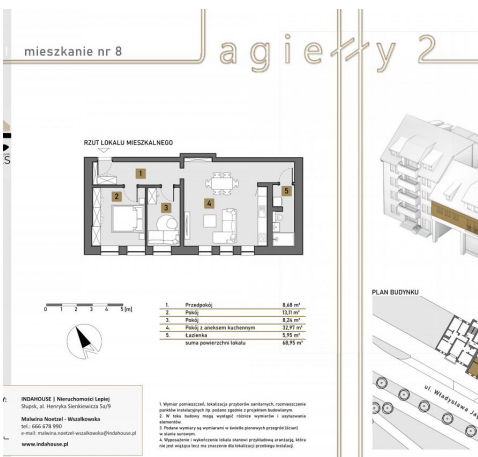 mieszkanie nr 8
agiełły 2
RZUT LOKALU MIESZKALNEGO
1
2
3
4
5
0 1 2 3 4 5 [m]
1. Przedpokój 8,68 m²
2. Pokój 13,11 m²
3. Pokój 8,24 m²
4. Pokój z aneksem kuchennym 32,97 m²
5. Łazienka 5,95 m²
suma powierzchni lokalu 68,95 m²
PLAN BUDYNKU
ul. Władysława Jag
INDAHOUSE | Nieruchomości Lepiej
Słupsk, al. Henryka Sienkiewicza 5a/9
Malwina Noetzel - Wszałkowska
tel.: 666 678 990
e-mail: malwina.noetzel-wszalkowska@indahouse.pl
www.indahouse.pl
1. Wymiar pomieszczeń, lokalizacja przyborów sanitarnych, rozmieszczenie
punktów instalacyjnych itp. podane zgodnie z projektem budowlanym.
2. W toku budowy mogą wystąpić różnice wymiarów i usytuowania
elementów.
3. Podane wymiary są wymiarami w świetle pionowych przegród (ścian)
w stanie surowym.
4. Wyposażenie i wykończenie lokalu stanowi przykładową aranżację, która
nie jest wiążąca lecz ma znaczenie dla lokalizacji przebiegu instalacji.